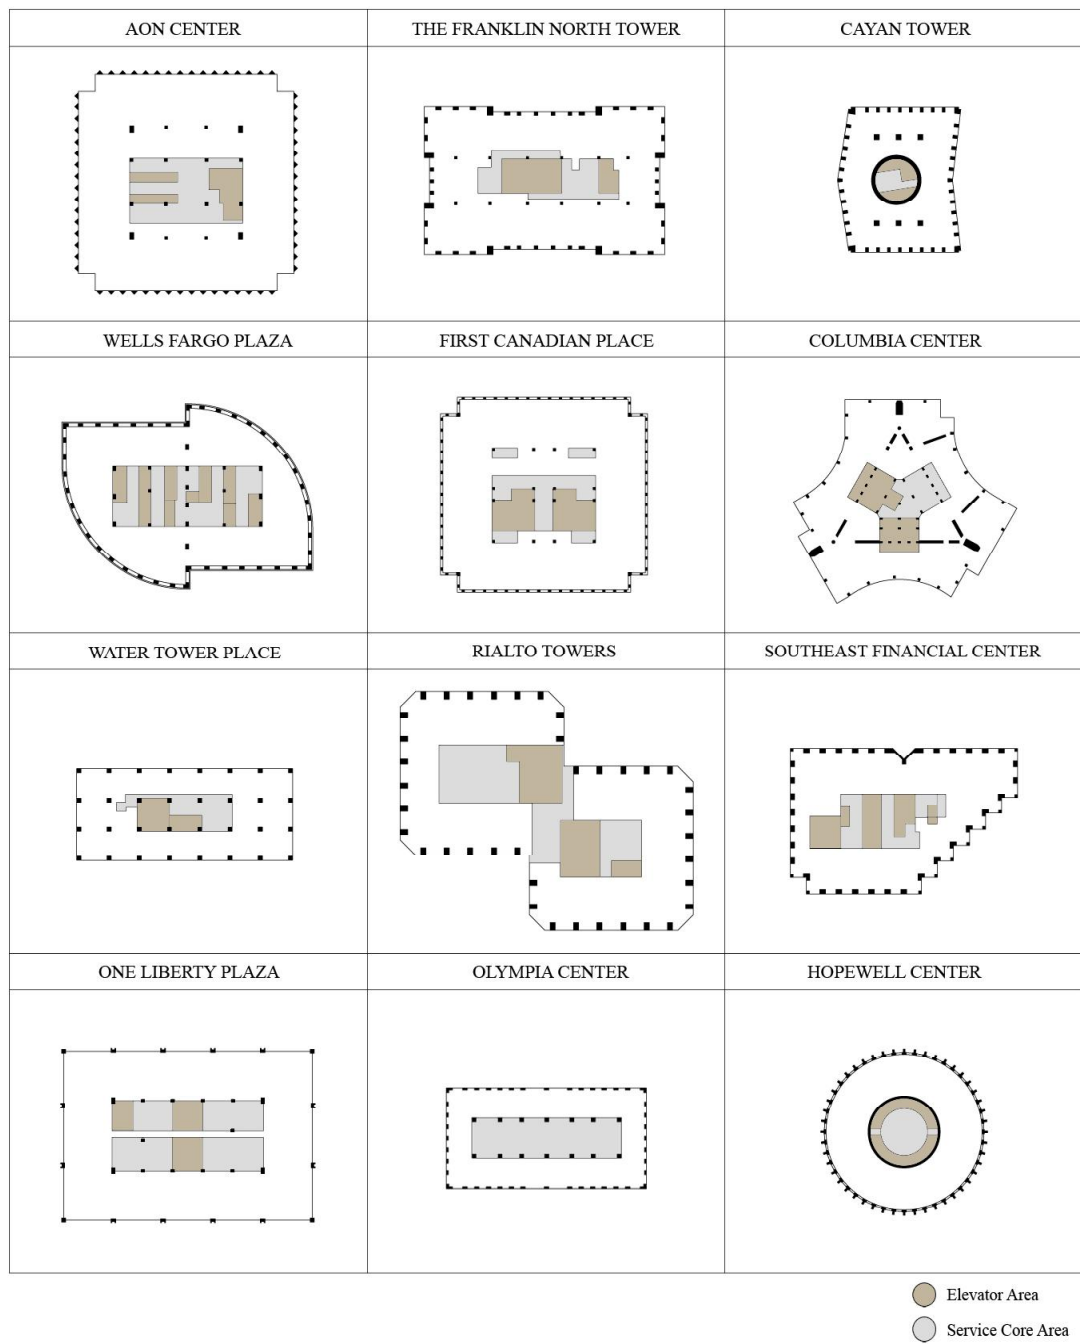 AON CENTER
THE FRANKLIN NORTH TOWER
CAYAN TOWER
WELLS FARGO PLAZA
FIRST CANADIAN PLACE
COLUMBIA CENTER
WATER TOWER PLACE
RIALTO TOWERS
SOUTHEAST FINANCIAL CENTER
ONE LIBERTY PLAZA
OLYMPIA CENTER
HOPEWELL CENTER
Elevator Area
Service Core Area